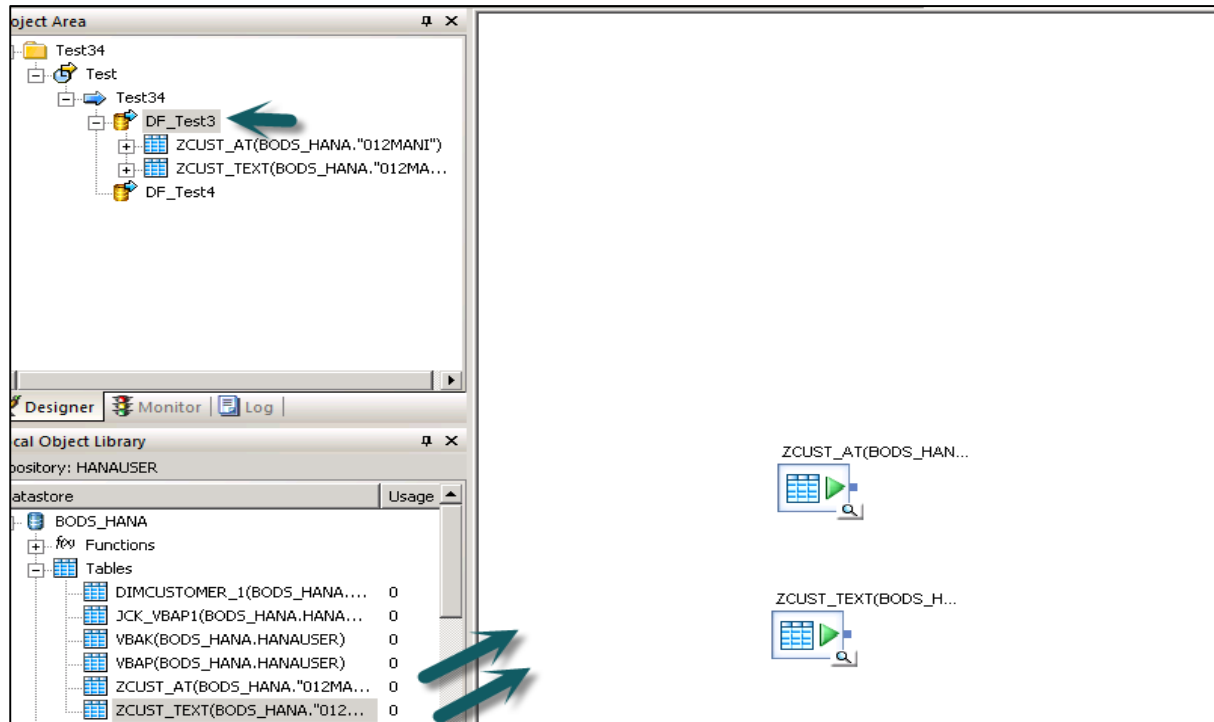 oject Area
Test34
Test
Test34
DF_Test3
ZCUST_AT(BODS_HANA."012MANI")
ZCUST_TEXT(BODS_HANA."012MA...
DF_Test4
Designer Monitor Log
cal Object Library
pository: HANAUSER
atastore Usage
BODS_HANA
f(x) Functions
Tables
DIMCUSTOMER_1(BODS_HANA.... 0
JCK_VBAP1(BODS_HANA.HANA... 0
VBAK(BODS_HANA.HANAUSER) 0
VBAP(BODS_HANA.HANAUSER) 0
ZCUST_AT(BODS_HANA."012MA... 0
ZCUST_TEXT(BODS_HANA."012... 0
ZCUST_AT(BODS_HAN...
ZCUST_TEXT(BODS_H...